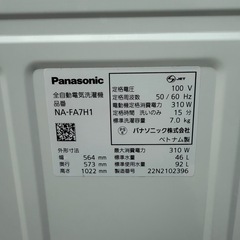 Panasonic
全自動電気洗濯機
品番
NA-FA7H1
JET
定格電圧 100 V
定格周波数 50 / 60 Hz
電動機定格消費電力 310 W
定格時間 洗いのみ 15 分
標準洗濯容量 7.0 kg
パナソニック株式会社
ベトナム製
外形寸法
幅 564 mm
奥行 573 mm
高さ 1022 mm
最大消費電力 310 W
標準水量 46 L
標準使用水量 92 L
22N2102396